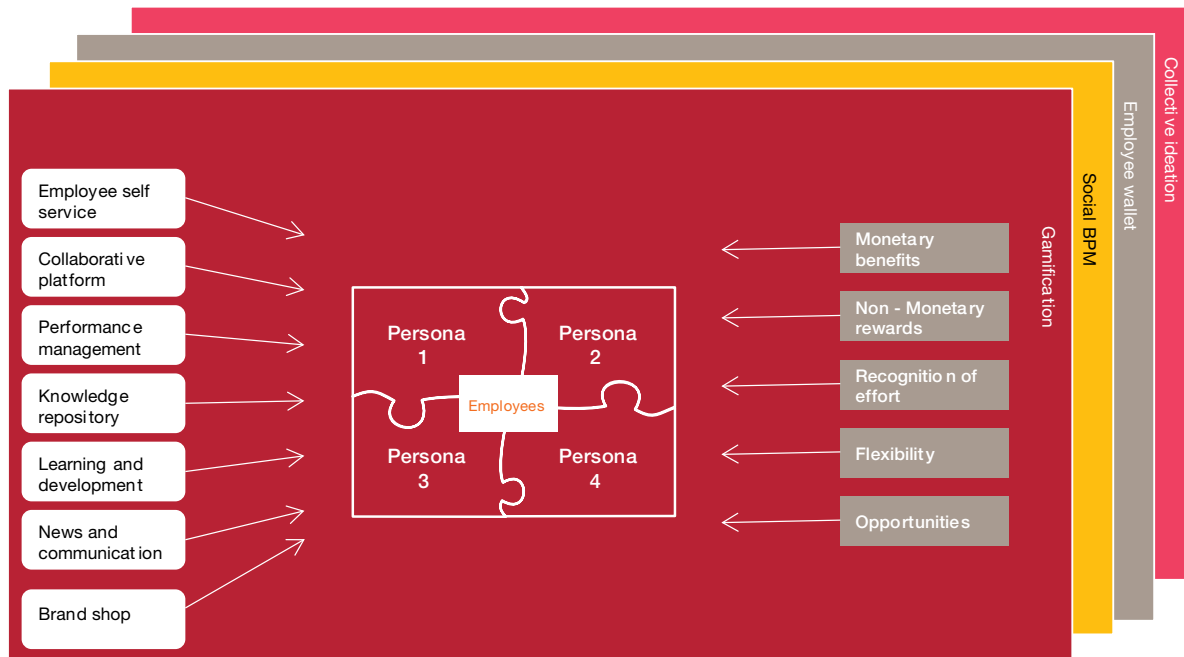 Employee self
service
Collaborative
platform
Performance
management
Knowledge
repository
Learning and
development
News and
communication
Brand shop
Persona
1
Persona
2
Employees
Persona
3
Persona
4
Monetary
benefits
Non - Monetary
rewards
Recognition of
effort
Flexibility
Opportunities
Gamification
Social BPM
Employee wallet
Collective ideation